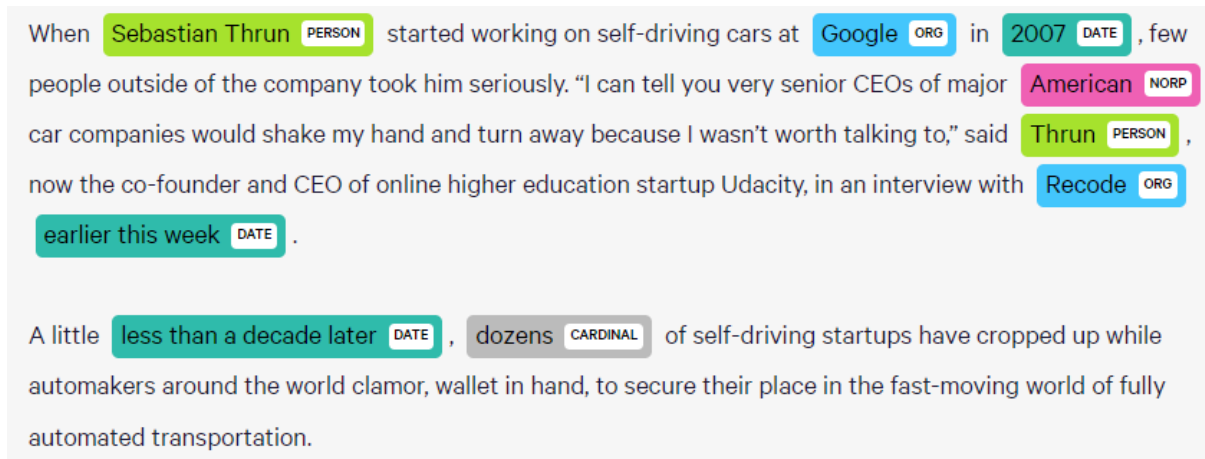 When Sebastian Thrun PERSON started working on self-driving cars at Google ORG in 2007 DATE , few
people outside of the company took him seriously. “I can tell you very senior CEOs of major American NORP
car companies would shake my hand and turn away because I wasn’t worth talking to,” said Thrun PERSON ,
now the co-founder and CEO of online higher education startup Udacity, in an interview with Recode ORG
earlier this week DATE .
A little less than a decade later DATE , dozens CARDINAL of self-driving startups have cropped up while
automakers around the world clamor, wallet in hand, to secure their place in the fast-moving world of fully
automated transportation.